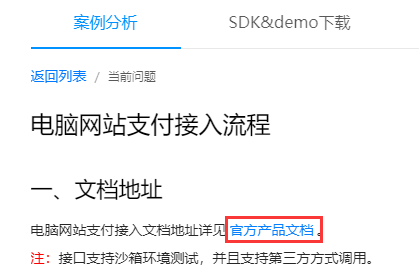 案例分析 SDK&demo下载
返回列表 / 当前问题
电脑网站支付接入流程
一、文档地址
电脑网站支付接入文档地址详见官方产品文档。
注：接口支持沙箱环境测试，并且支持第三方方式调用。